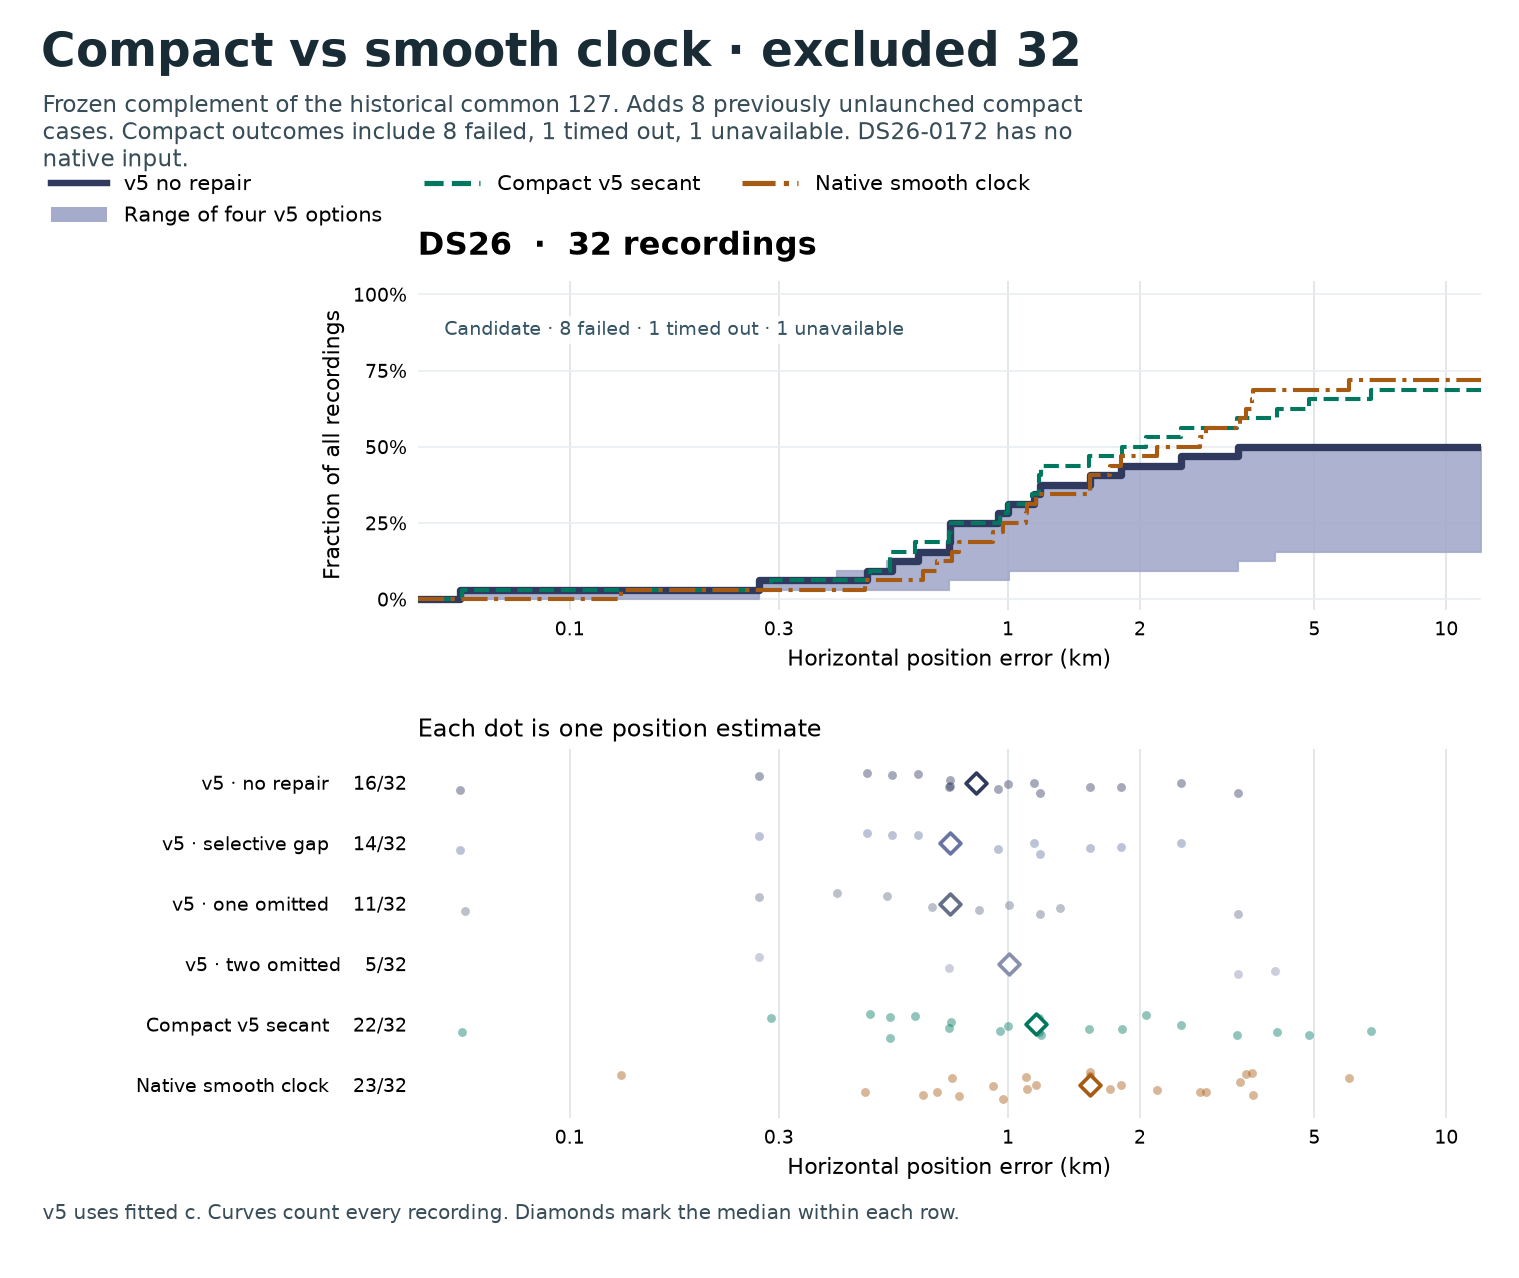 Compact vs smooth clock · excluded 32
Frozen complement of the historical common 127. Adds 8 previously unlaunched compact
cases. Compact outcomes include 8 failed, 1 timed out, 1 unavailable. DS26-0172 has no
native input.
v5 no repair
Compact v5 secant
Native smooth clock
Range of four v5 options
DS26 · 32 recordings
Fraction of all recordings
100%
75%
50%
25%
0%
Candidate · 8 failed · 1 timed out · 1 unavailable
0.1 0.3 1 2 5 10
Horizontal position error (km)
Each dot is one position estimate
v5 · no repair 16/32
v5 · selective gap 14/32
v5 · one omitted 11/32
v5 · two omitted 5/32
Compact v5 secant 22/32
Native smooth clock 23/32
0.1 0.3 1 2 5 10
Horizontal position error (km)
v5 uses fitted c. Curves count every recording. Diamonds mark the median within each row.